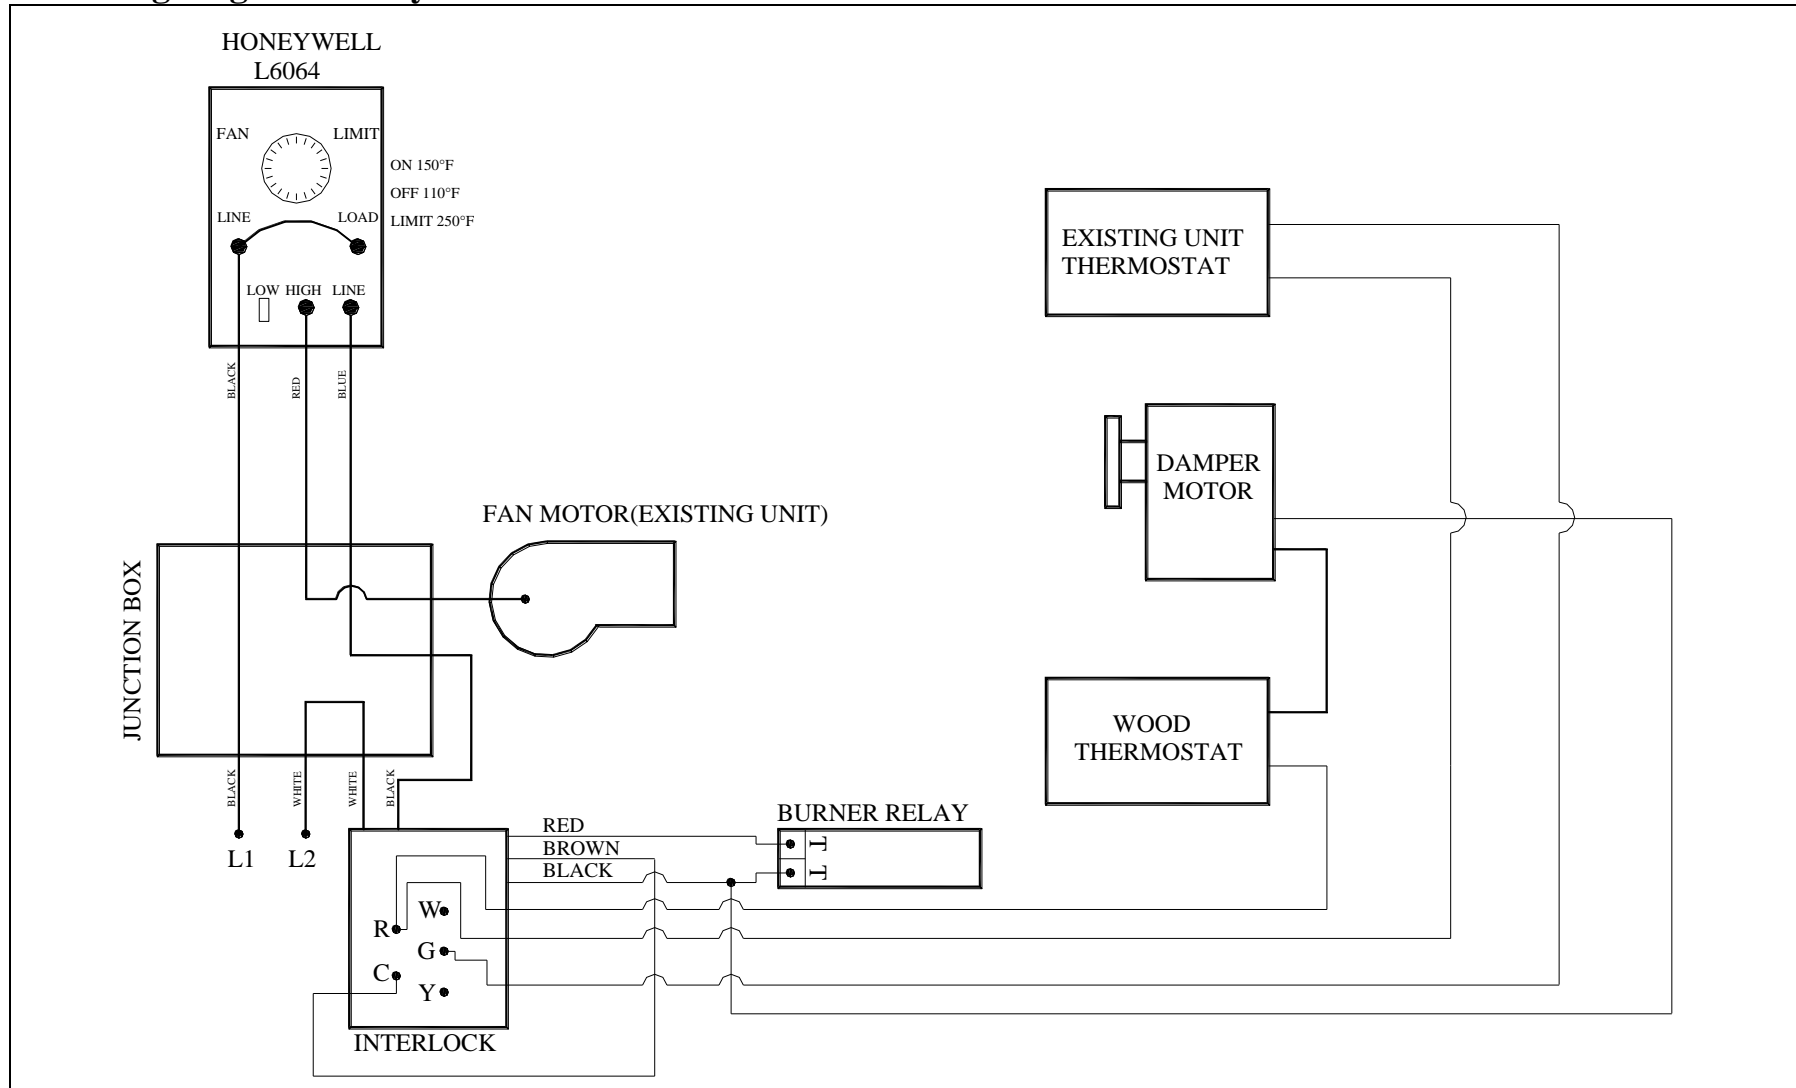 HONEYWELL
L6064
FAN LIMIT
ON 150°F
OFF 110°F
LINE LOAD
LIMIT 250°F
LOW HIGH LINE
BLACK
RED
BLUE
EXISTING UNIT
THERMOSTAT
DAMPER
MOTOR
FAN MOTOR(EXISTING UNIT)
JUNCTION BOX
WOOD
THERMOSTAT
BLACK
WHITE
WHITE
BLACK
L1 L2
RED
BROWN
BLACK
BURNER RELAY
T
T
W
R
G
C
Y
INTERLOCK